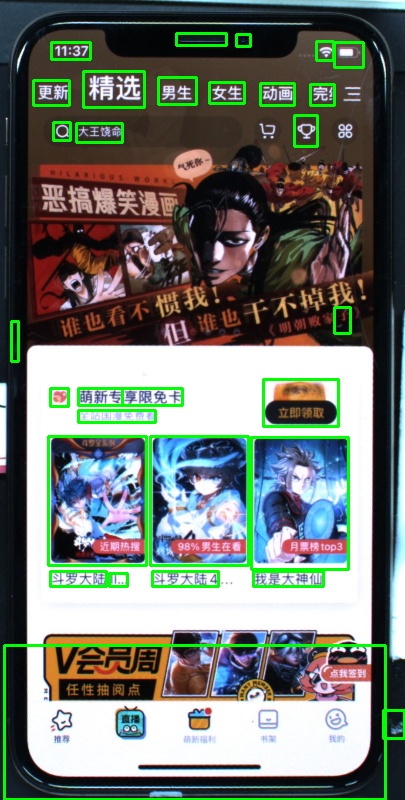 11:37
更新 精选 男生 女生 动画 完结
大王饶命
气死你~
HILARIOUS WORKS
恶搞爆笑漫画
谁也看不惯我!
但谁也干不掉我!
《明朝败家子》
萌新专享限免卡
全站国漫免费看
立即领取
近期热搜
98%男生在看
月票榜top3
斗罗大陆 II...
斗罗大陆4...
我是大神仙
V会员周
任性抽阅点
点我签到
直播
推荐
萌新福利
书架
我的